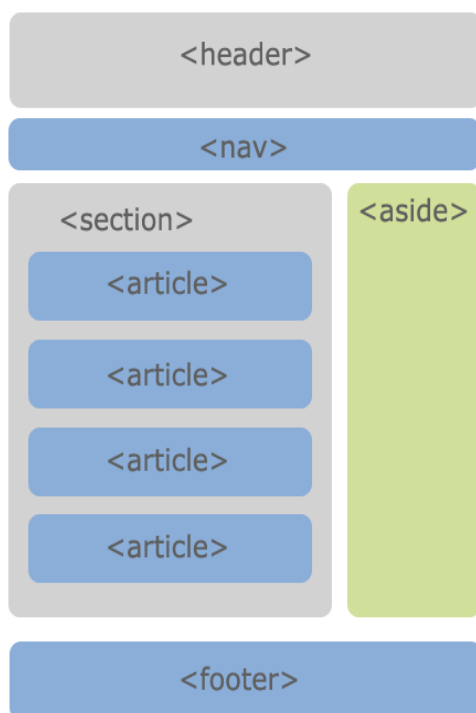 <header>
<nav>
<section>
<aside>
<article>
<article>
<article>
<article>
<footer>